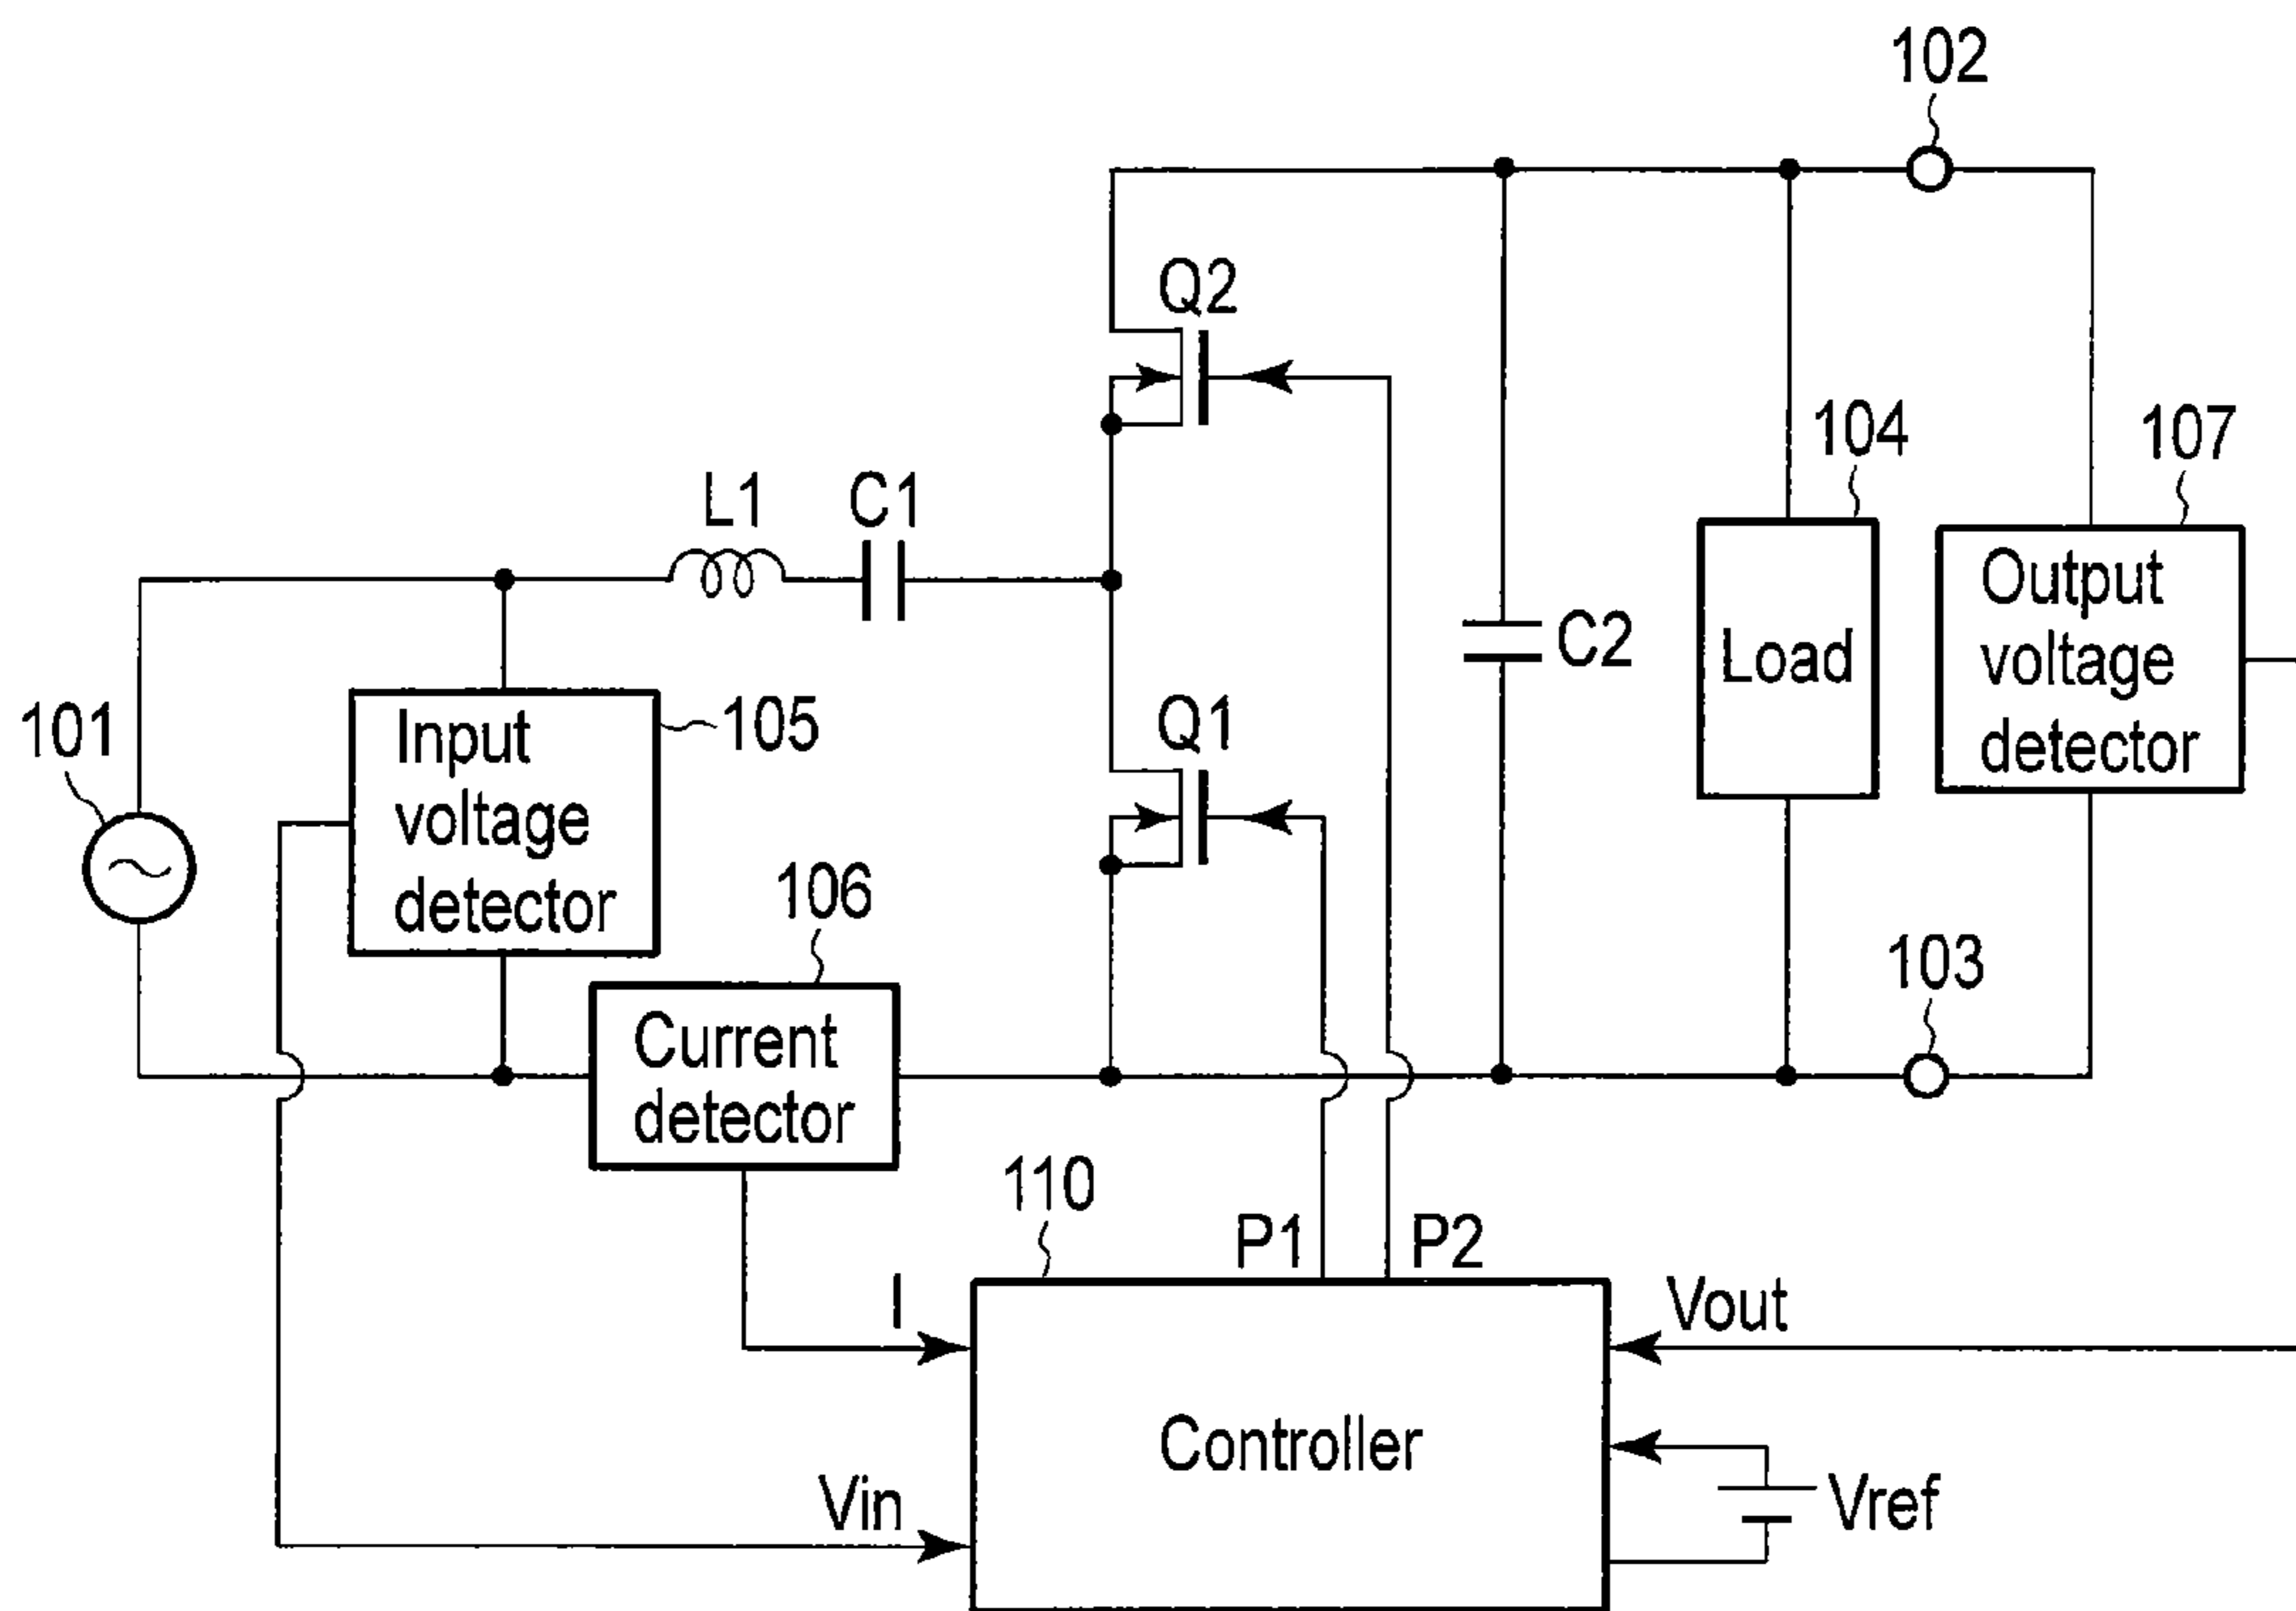 102
Q2
104
107
L1
C1
Output
voltage
detector
C2
Load
101
Input
voltage
detector
105
Q1
106
103
Current
detector
110
P1
P2
I
Vout
Controller
Vin
Vref